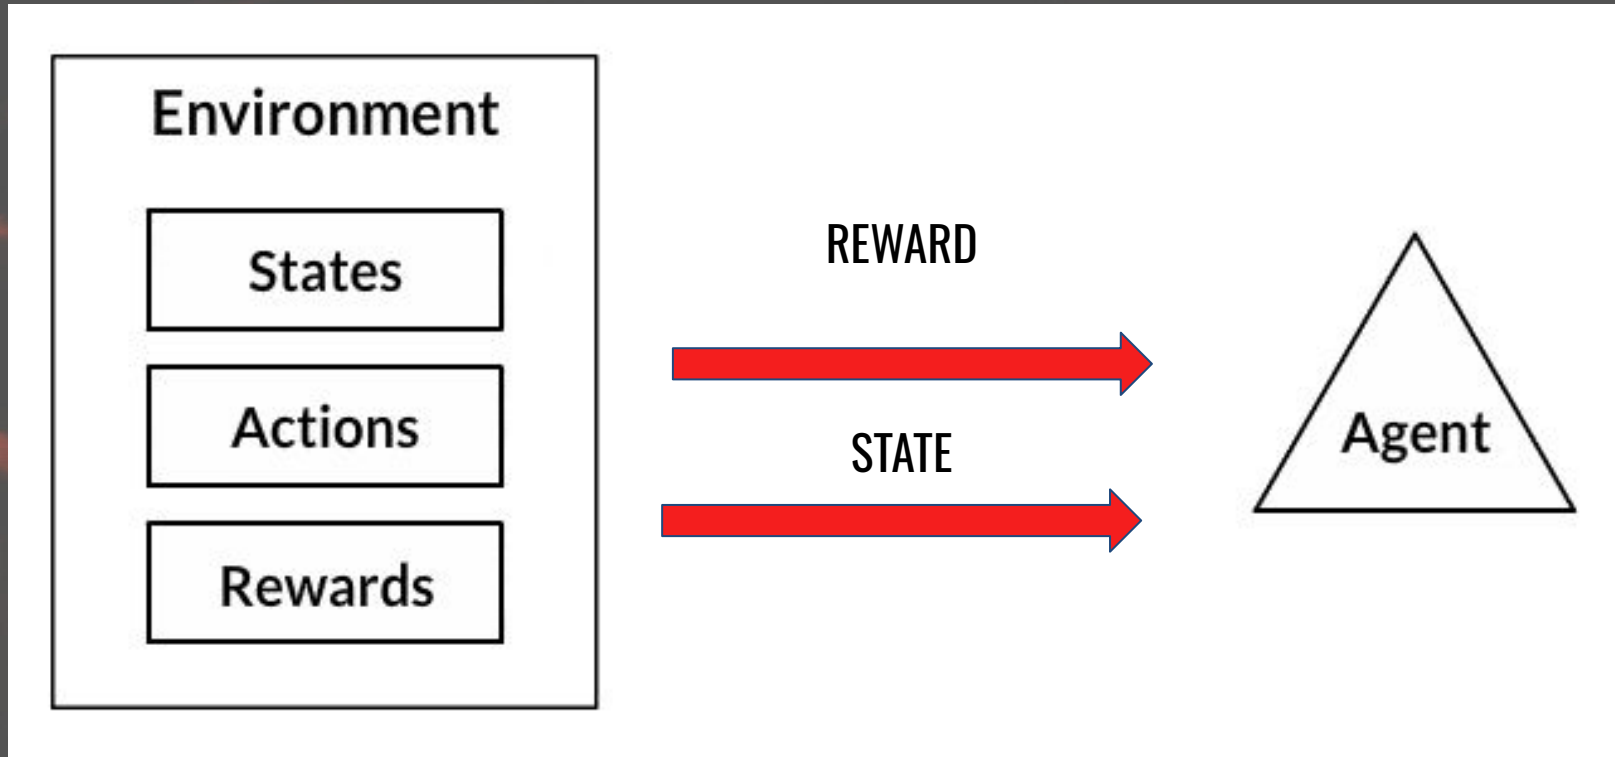 Environment
States
Actions
Rewards
REWARD
STATE
Agent